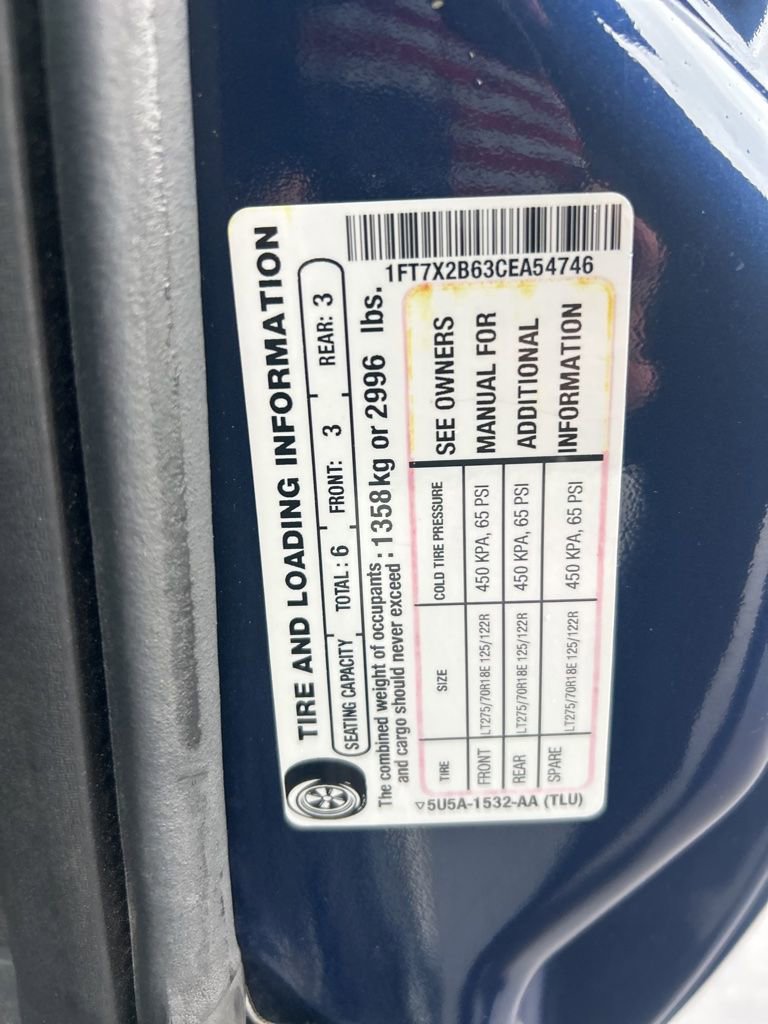 TIRE AND LOADING INFORMATION
SEATING CAPACITY TOTAL : 6 FRONT: 3 REAR: 3
The combined weight of occupants
and cargo should never exceed : 1358kg or 2996 lbs.
TIRE SIZE COLD TIRE PRESSURE
FRONT LT275/70R18E 125/122R 450 KPA, 65 PSI
REAR LT275/70R18E 125/122R 450 KPA, 65 PSI
SPARE LT275/70R18E 125/122R 450 KPA, 65 PSI
SEE OWNERS
MANUAL FOR
ADDITIONAL
INFORMATION
5U5A-1532-AA (TLU)
1FT7X2B63CEA54746